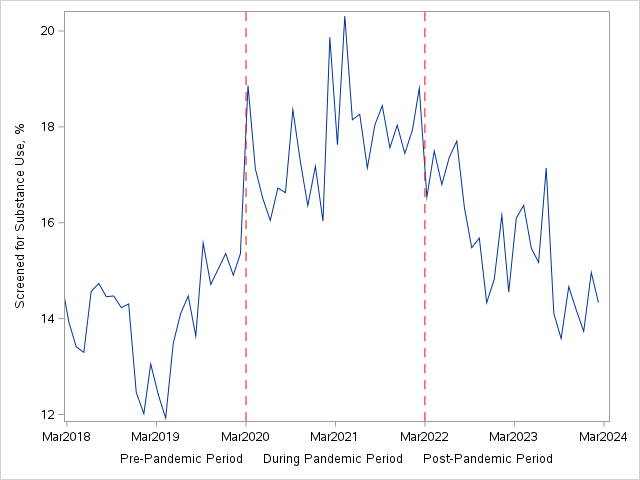 20
18
16
14
12
Screened for Substance Use, %
Mar2018 Mar2019 Mar2020 Mar2021 Mar2022 Mar2023 Mar2024
Pre-Pandemic Period During Pandemic Period Post-Pandemic Period